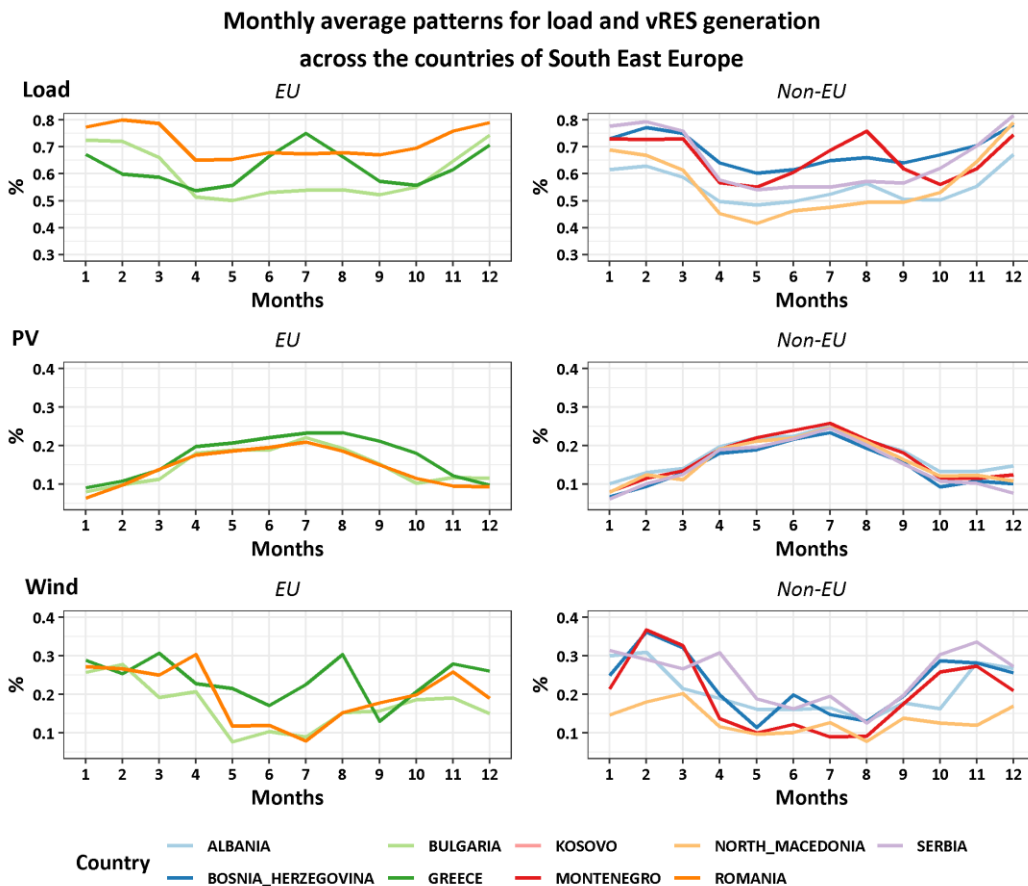 Monthly average patterns for load and vRES generation
across the countries of South East Europe
Load
EU
Non-EU
0.8
0.7
0.6
0.5
0.4
0.3
%
1 2 3 4 5 6 7 8 9 10 11 12
Months
0.8
0.7
0.6
0.5
0.4
0.3
%
1 2 3 4 5 6 7 8 9 10 11 12
Months
PV
EU
Non-EU
0.4
0.3
0.2
0.1
%
1 2 3 4 5 6 7 8 9 10 11 12
Months
0.4
0.3
0.2
0.1
%
1 2 3 4 5 6 7 8 9 10 11 12
Months
Wind
EU
Non-EU
0.4
0.3
0.2
0.1
%
1 2 3 4 5 6 7 8 9 10 11 12
Months
0.4
0.3
0.2
0.1
%
1 2 3 4 5 6 7 8 9 10 11 12
Months
Country
ALBANIA BULGARIA KOSOVO NORTH_MACEDONIA SERBIA
BOSNIA_HERZEGOVINA GREECE MONTENEGRO ROMANIA